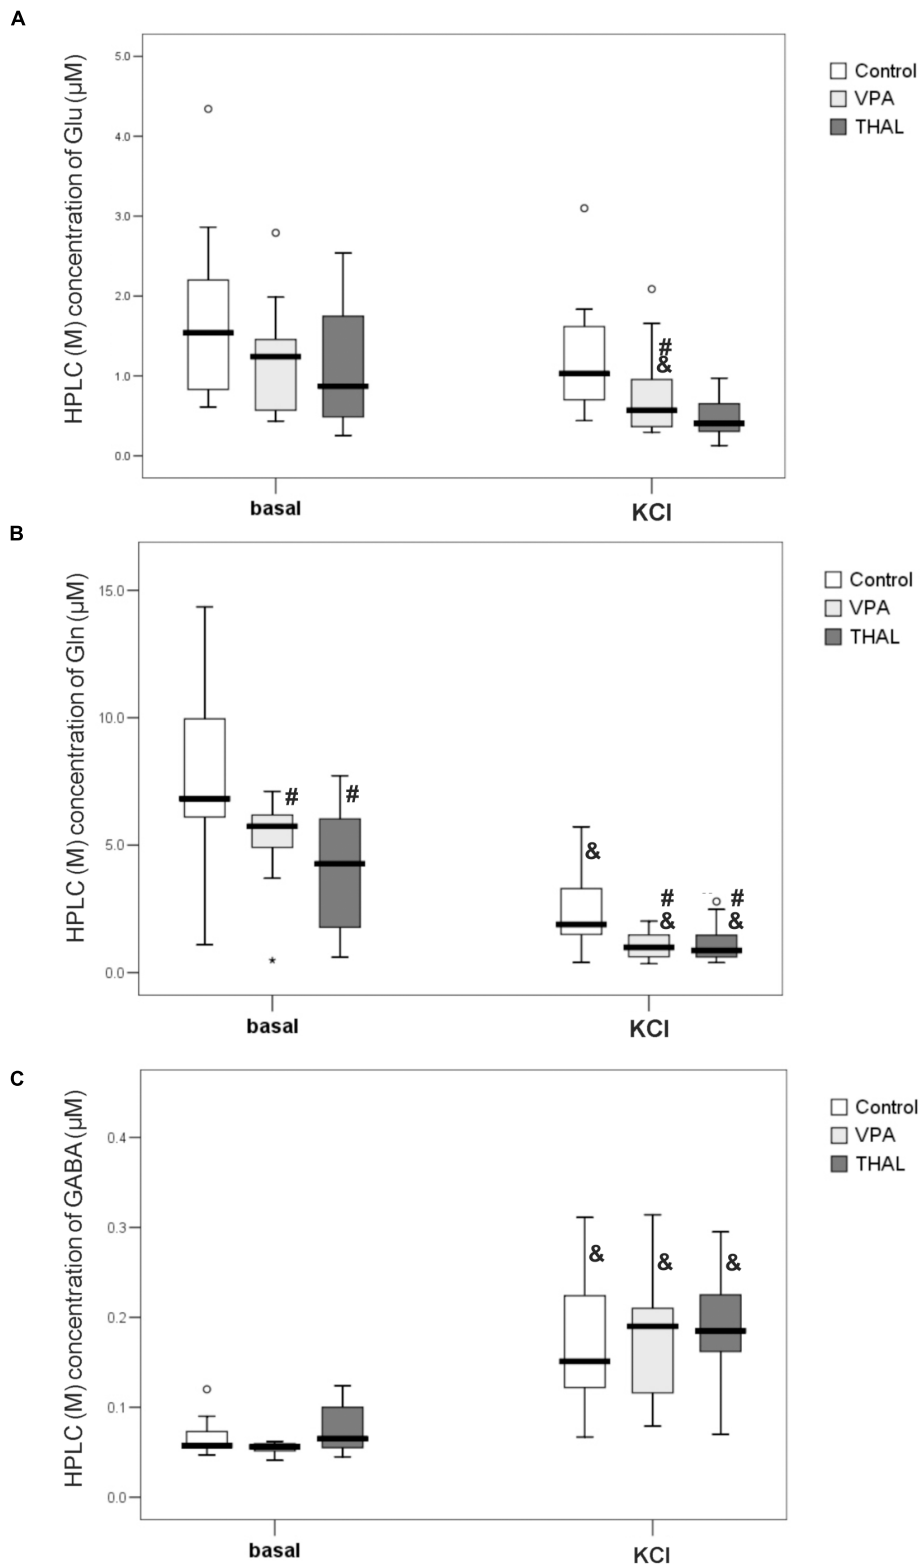 A
HPLC (M) concentration of Glu (µM)
5.0
4.0
3.0
2.0
1.0
0.0
Control
VPA
THAL
#
&
basal
KCl
B
HPLC (M) concentration of Gln (µM)
15.0
10.0
5.0
0.0
Control
VPA
THAL
# #
&
# #
& &
*
basal
KCl
C
HPLC (M) concentration of GABA (µM)
0.4
0.3
0.2
0.1
0.0
Control
VPA
THAL
& & &
basal
KCl